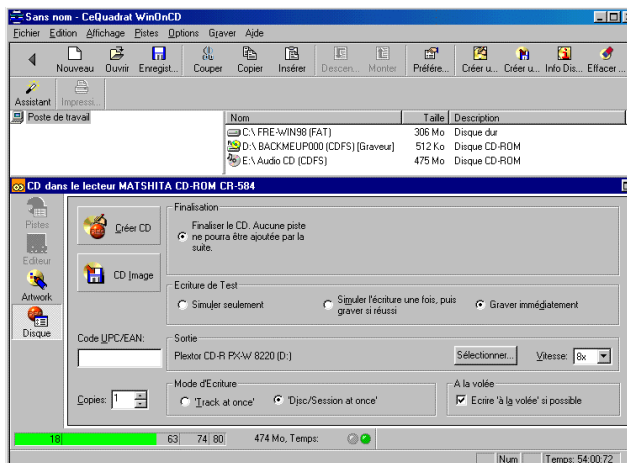 Sans nom - CeQuadrat WinOnCD
Fichier Edition Affichage Pistes Options Graver Aide
Nouveau Ouvrir Enregist... Couper Copier Insérer Descen... Monter Préfére... Créer u... Créer u... Info Dis... Effacer ...
Assistant Impressi...
Poste de travail
Nom Taille Description
C:\ FRE-WIN98 (FAT) 306 Mo Disque dur
D:\ BACKMEUP000 (CDFS) [Graveur] 512 Ko Disque CD-ROM
E:\ Audio CD (CDFS) 475 Mo Disque CD-ROM
CD dans le lecteur MATSHITA CD-ROM CR-584
Pistes
Editeur
Artwork
Disque
Créer CD
CD Image
Code UPC/EAN:
Copies: 1
Finalisation
Finaliser le CD. Aucune piste
ne pourra être ajoutée par la
suite.
Ecriture de Test
Simuler seulement
Simuler l'écriture une fois, puis
graver si réussi
Graver immédiatement
Sortie
Plextor CD-R PX-W 8220 (D:) Sélectionner... Vitesse: 8x
Mode d'Ecriture
'Track at once' 'Disc/Session at once'
A la volée
Ecrire 'à la volée' si possible
18 63 74 80 474 Mo, Temps:
Num Temps: 54:00:72